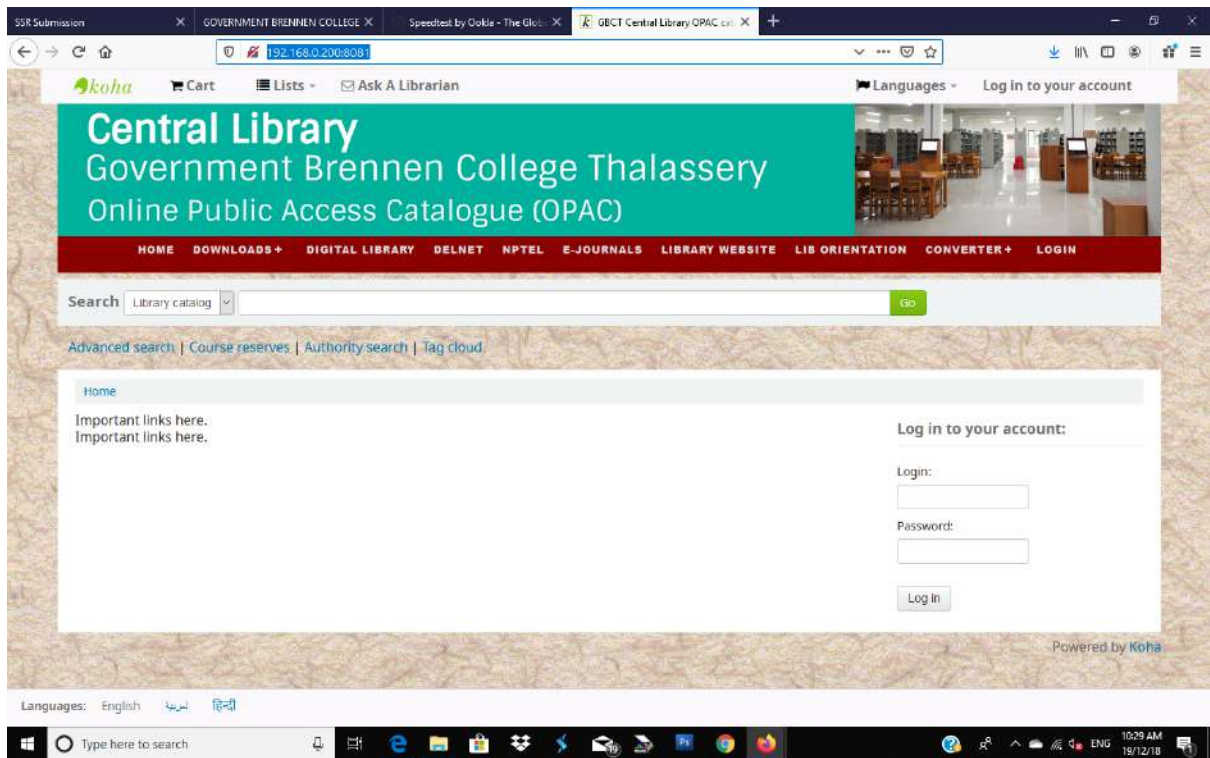 SSR Submission
GOVERNMENT BRENNEN COLLEGE
Speedtest by Ookla - The Glob
GBCT Central Library OPAC cat
192.168.0.200:8081
koha Cart Lists Ask A Librarian Languages Log in to your account
Central Library
Government Brennen College Thalassery
Online Public Access Catalogue (OPAC)
HOME DOWNLOADS+ DIGITAL LIBRARY DELNET NPTEL E-JOURNALS LIBRARY WEBSITE LIB ORIENTATION CONVERTER+ LOGIN
Search Library catalog Go
Advanced search | Course reserves | Authority search | Tag cloud
Home
Important links here.
Important links here.
Log in to your account:
Login:
Password:
Log in
Powered by Koha
Languages: English العربية हिन्दी
Type here to search
19
Ps
ENG
10:29 AM
19/12/18
1